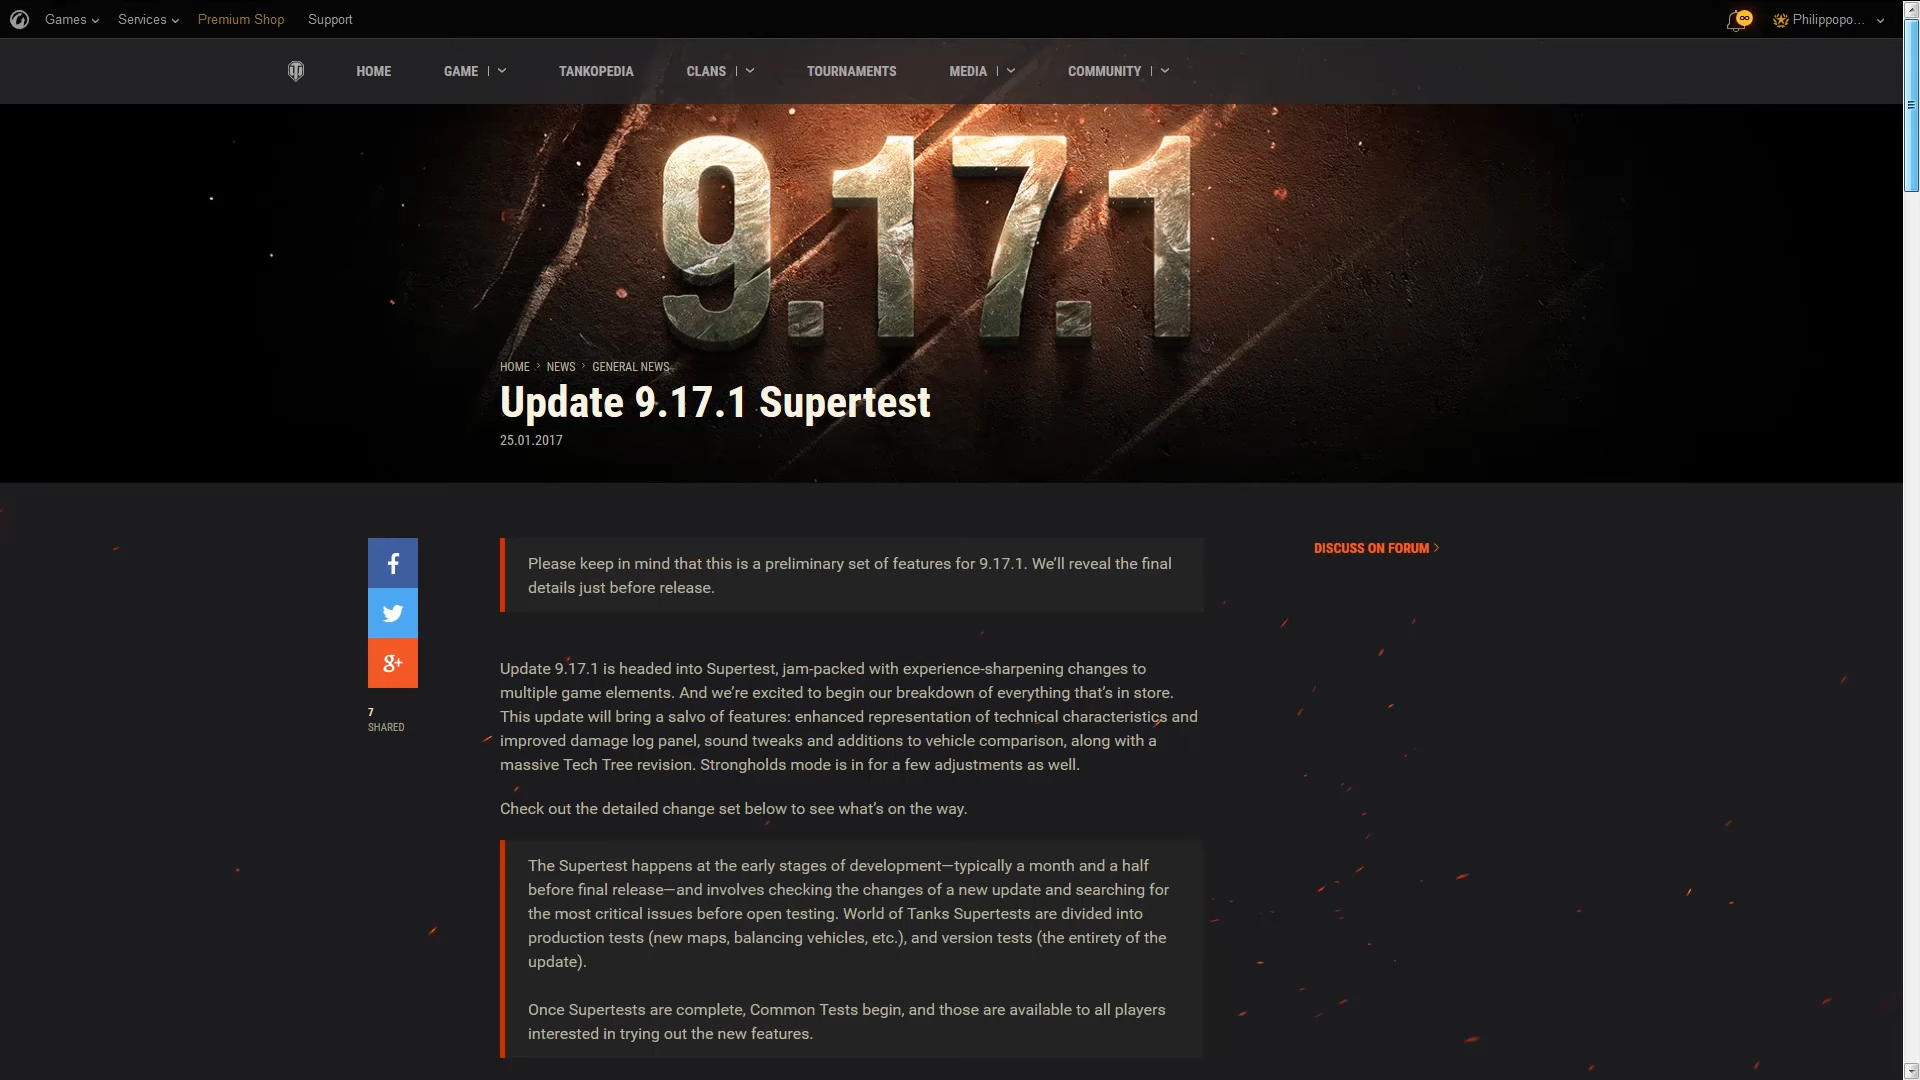 Games
Services
Premium Shop
Support
∞
Philippopo...
HOME
GAME
TANKOPEDIA
CLANS
TOURNAMENTS
MEDIA
COMMUNITY
9.17.1
HOME > NEWS > GENERAL NEWS
Update 9.17.1 Supertest
25.01.2017
f
g+
7
SHARED
Please keep in mind that this is a preliminary set of features for 9.17.1. We’ll reveal the final
details just before release.
DISCUSS ON FORUM >
Update 9.17.1 is headed into Supertest, jam-packed with experience-sharpening changes to
multiple game elements. And we’re excited to begin our breakdown of everything that’s in store.
This update will bring a salvo of features: enhanced representation of technical characteristics and
improved damage log panel, sound tweaks and additions to vehicle comparison, along with a
massive Tech Tree revision. Strongholds mode is in for a few adjustments as well.
Check out the detailed change set below to see what’s on the way.
The Supertest happens at the early stages of development—typically a month and a half
before final release—and involves checking the changes of a new update and searching for
the most critical issues before open testing. World of Tanks Supertests are divided into
production tests (new maps, balancing vehicles, etc.), and version tests (the entirety of the
update).
Once Supertests are complete, Common Tests begin, and those are available to all players
interested in trying out the new features.